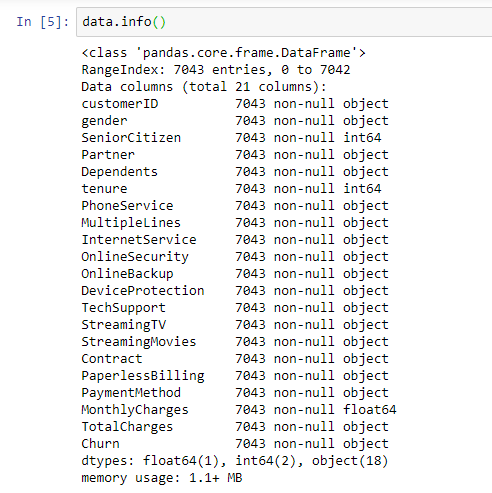 In [5]: data.info()
<class 'pandas.core.frame.DataFrame'>
RangeIndex: 7043 entries, 0 to 7042
Data columns (total 21 columns):
customerID          7043 non-null object
gender              7043 non-null object
SeniorCitizen       7043 non-null int64
Partner             7043 non-null object
Dependents          7043 non-null object
tenure              7043 non-null int64
PhoneService        7043 non-null object
MultipleLines       7043 non-null object
InternetService     7043 non-null object
OnlineSecurity      7043 non-null object
OnlineBackup        7043 non-null object
DeviceProtection    7043 non-null object
TechSupport         7043 non-null object
StreamingTV         7043 non-null object
StreamingMovies     7043 non-null object
Contract            7043 non-null object
PaperlessBilling    7043 non-null object
PaymentMethod       7043 non-null object
MonthlyCharges      7043 non-null float64
TotalCharges        7043 non-null object
Churn               7043 non-null object
dtypes: float64(1), int64(2), object(18)
memory usage: 1.1+ MB